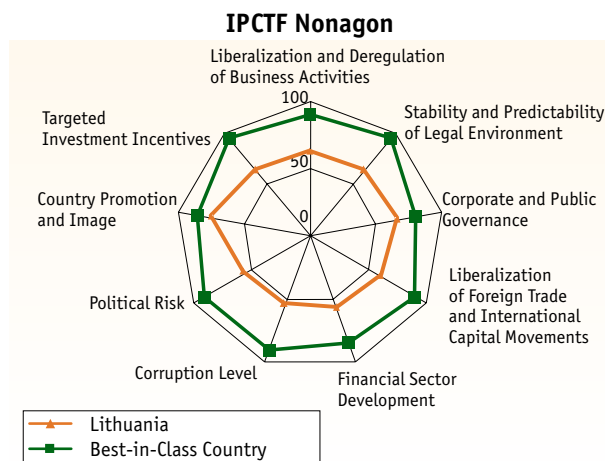 IPCTF Nonagon
Liberalization and Deregulation
of Business Activities
100
Targeted
Investment Incentives
Stability and Predictability
of Legal Environment
50
Country Promotion
and Image
Corporate and Public
Governance
0
Political Risk
Liberalization
of Foreign Trade
and International
Capital Movements
Corruption Level
Financial Sector
Development
Lithuania
Best-in-Class Country